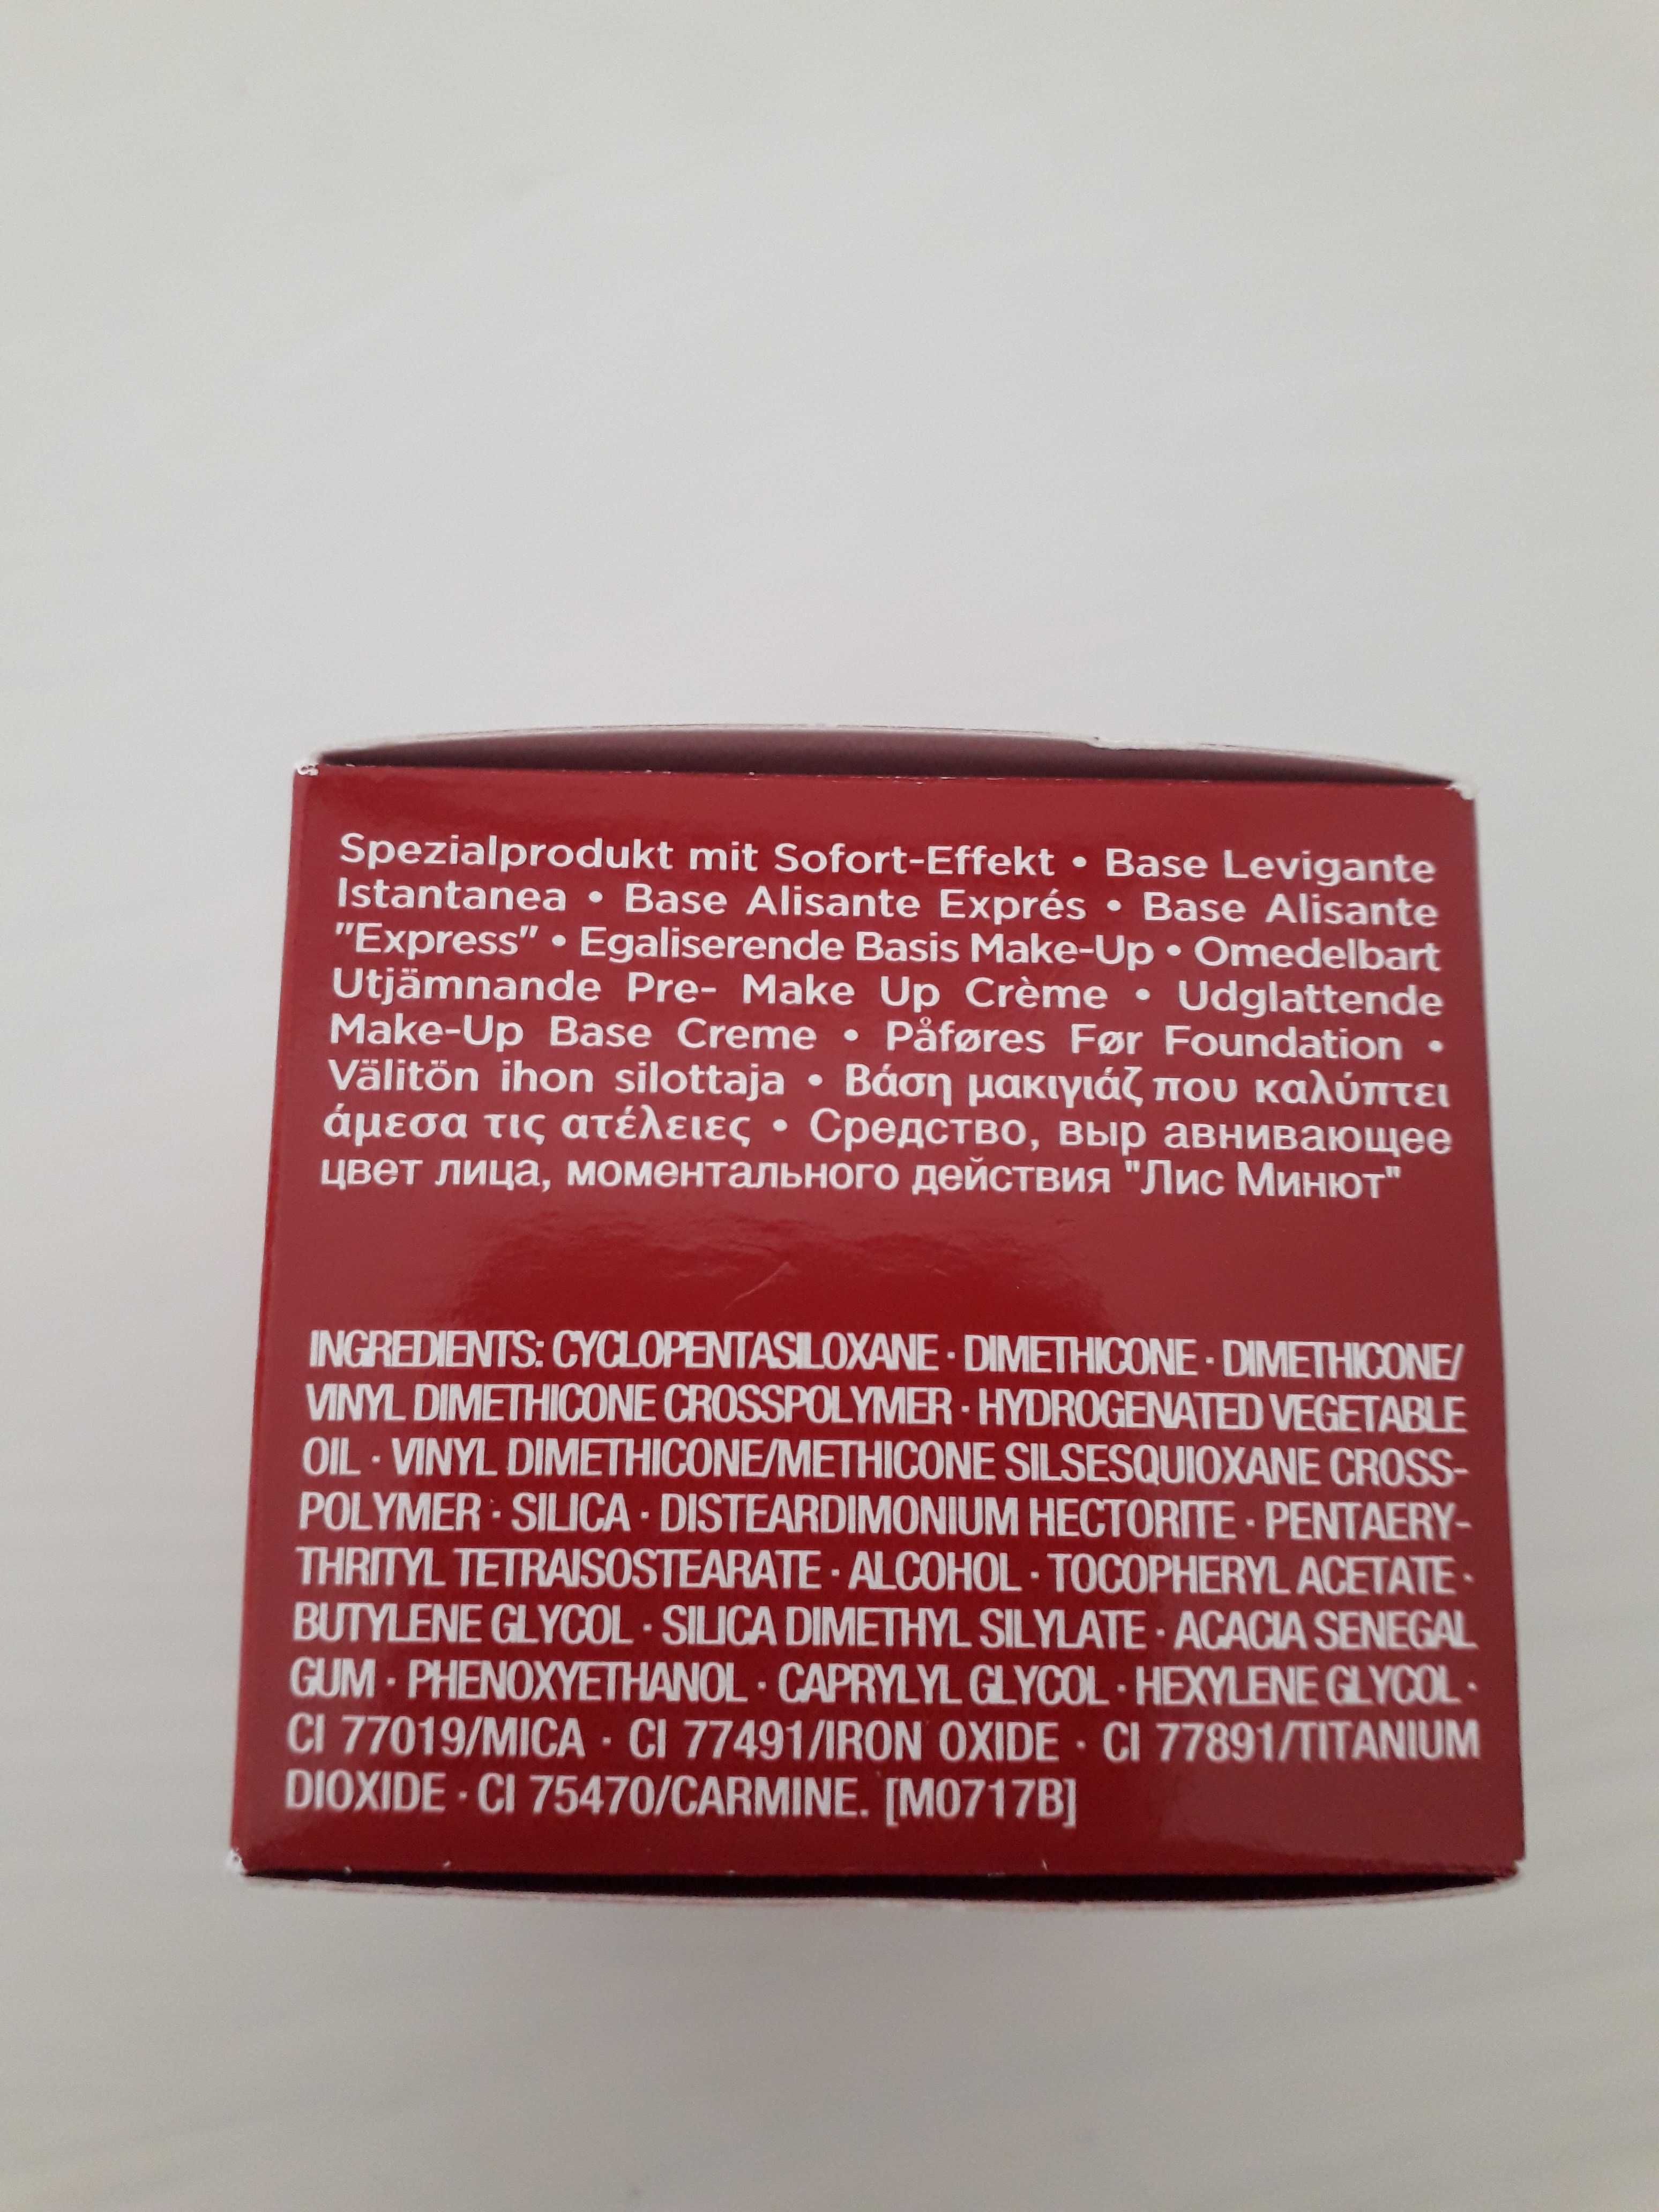 Spezialprodukt mit Sofort-Effekt • Base Levigante
Istantanea • Base Alisante Exprés • Base Alisante
"Express" • Egaliserende Basis Make-Up • Omedelbart
Utjämnande Pre- Make Up Crème • Udglattende
Make-Up Base Creme • Påføres Før Foundation •
Välitön ihon silottaja • Βάση μακιγιάζ που καλύπτει
άμεσα τις ατέλειες • Средство, выр авнивающее
цвет лица, моментального действия "Лис Минют"
INGREDIENTS: CYCLOPENTASILOXANE · DIMETHICONE · DIMETHICONE/
VINYL DIMETHICONE CROSSPOLYMER · HYDROGENATED VEGETABLE
OIL · VINYL DIMETHICONE/METHICONE SILSESQUIOXANE CROSS-
POLYMER · SILICA · DISTEARDIMONIUM HECTORITE · PENTAERY-
THRITYL TETRAISOSTEARATE · ALCOHOL · TOCOPHERYL ACETATE ·
BUTYLENE GLYCOL · SILICA DIMETHYL SILYLATE · ACACIA SENEGAL
GUM · PHENOXYETHANOL · CAPRYLYL GLYCOL · HEXYLENE GLYCOL ·
CI 77019/MICA · CI 77491/IRON OXIDE · CI 77891/TITANIUM
DIOXIDE · CI 75470/CARMINE. [M0717B]